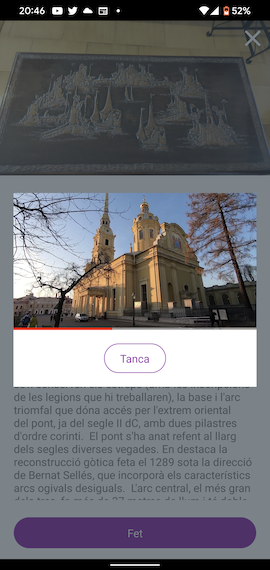 20:46
52%
Tanca
de les legions que hi treballaren), la base i l'arc
triomfal que dóna accés per l'extrem oriental
del pont, ja del segle II dC, amb dues pilastres
d'ordre corinti. El pont s'ha anat refent al llarg
dels segles diverses vegades. En destaca la
reconstrucció gòtica feta el 1289 sota la direcció
de Bernat Sellés, que incorporà els característics
arcs ogivals desiguals. L'arc central, el més gran
Fet